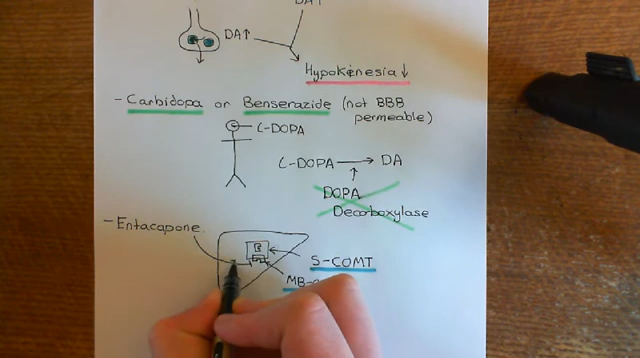 DA↑
DA↑
Hypokinesia ↓
- Carbidopa or Benserazide (not BBB
permeable)
L-DOPA
L-DOPA → DA
DOPA
Decarboxylase
- Entacapone
B
S-COMT
MB-